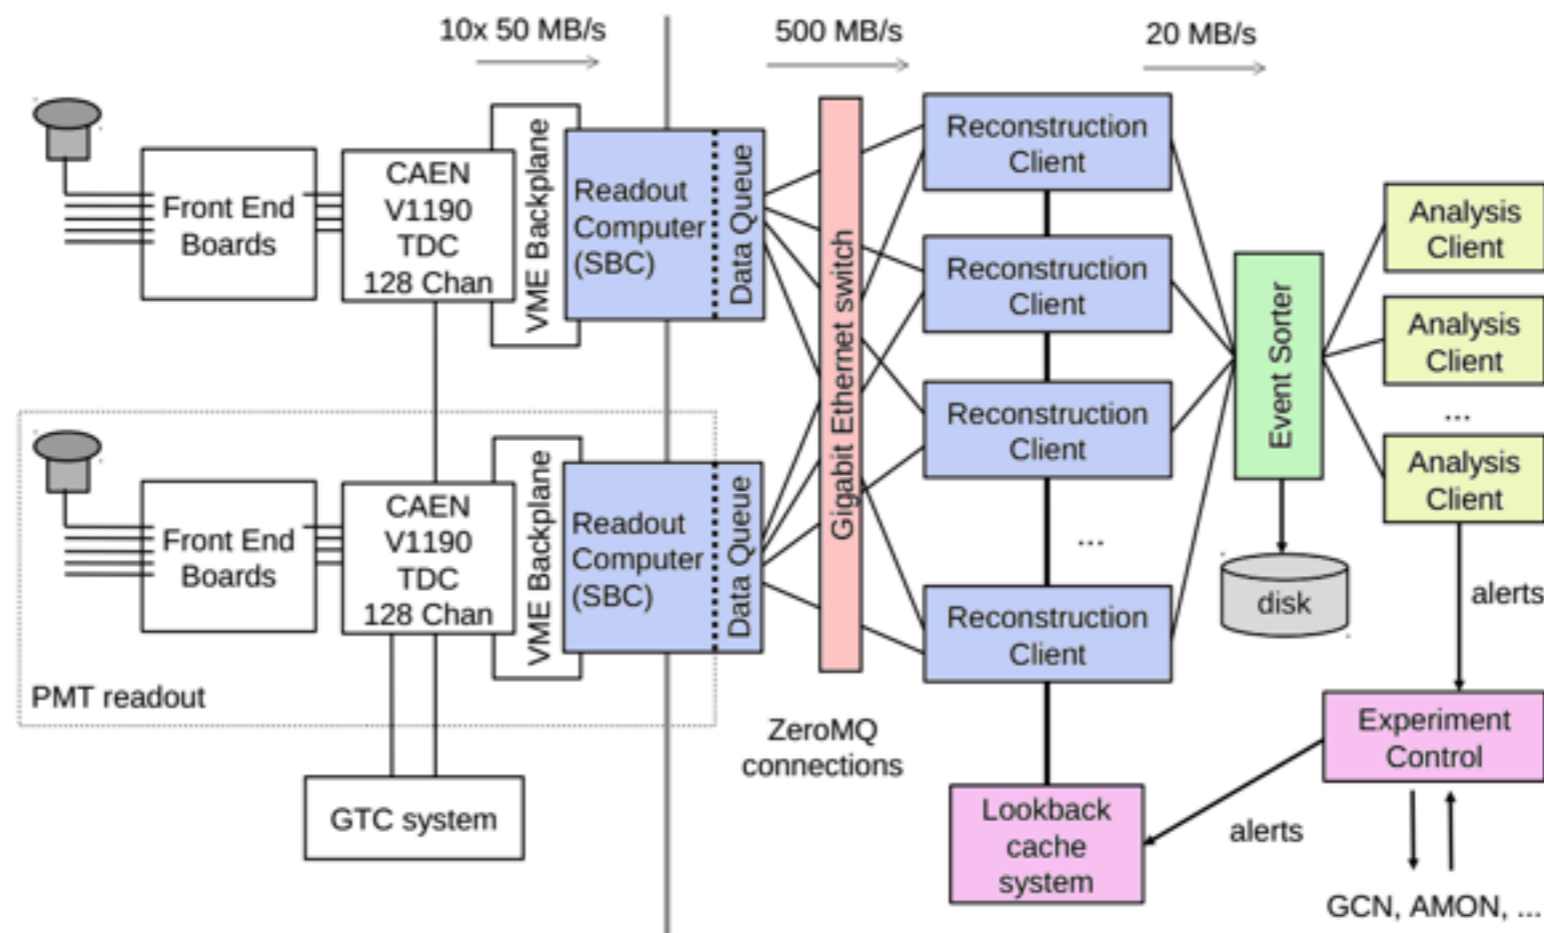 10x 50 MB/s
500 MB/s
20 MB/s
Front End
Boards
CAEN
V1190
TDC
128 Chan
VME Backplane
Readout
Computer
(SBC)
Data Queue
Gigabit Ethernet switch
Reconstruction
Client
Reconstruction
Client
Reconstruction
Client
...
Reconstruction
Client
Event Sorter
disk
Analysis
Client
Analysis
Client
...
Analysis
Client
alerts
Front End
Boards
CAEN
V1190
TDC
128 Chan
VME Backplane
Readout
Computer
(SBC)
Data Queue
PMT readout
GTC system
ZeroMQ
connections
Lookback
cache
system
alerts
Experiment
Control
GCN, AMON, ...